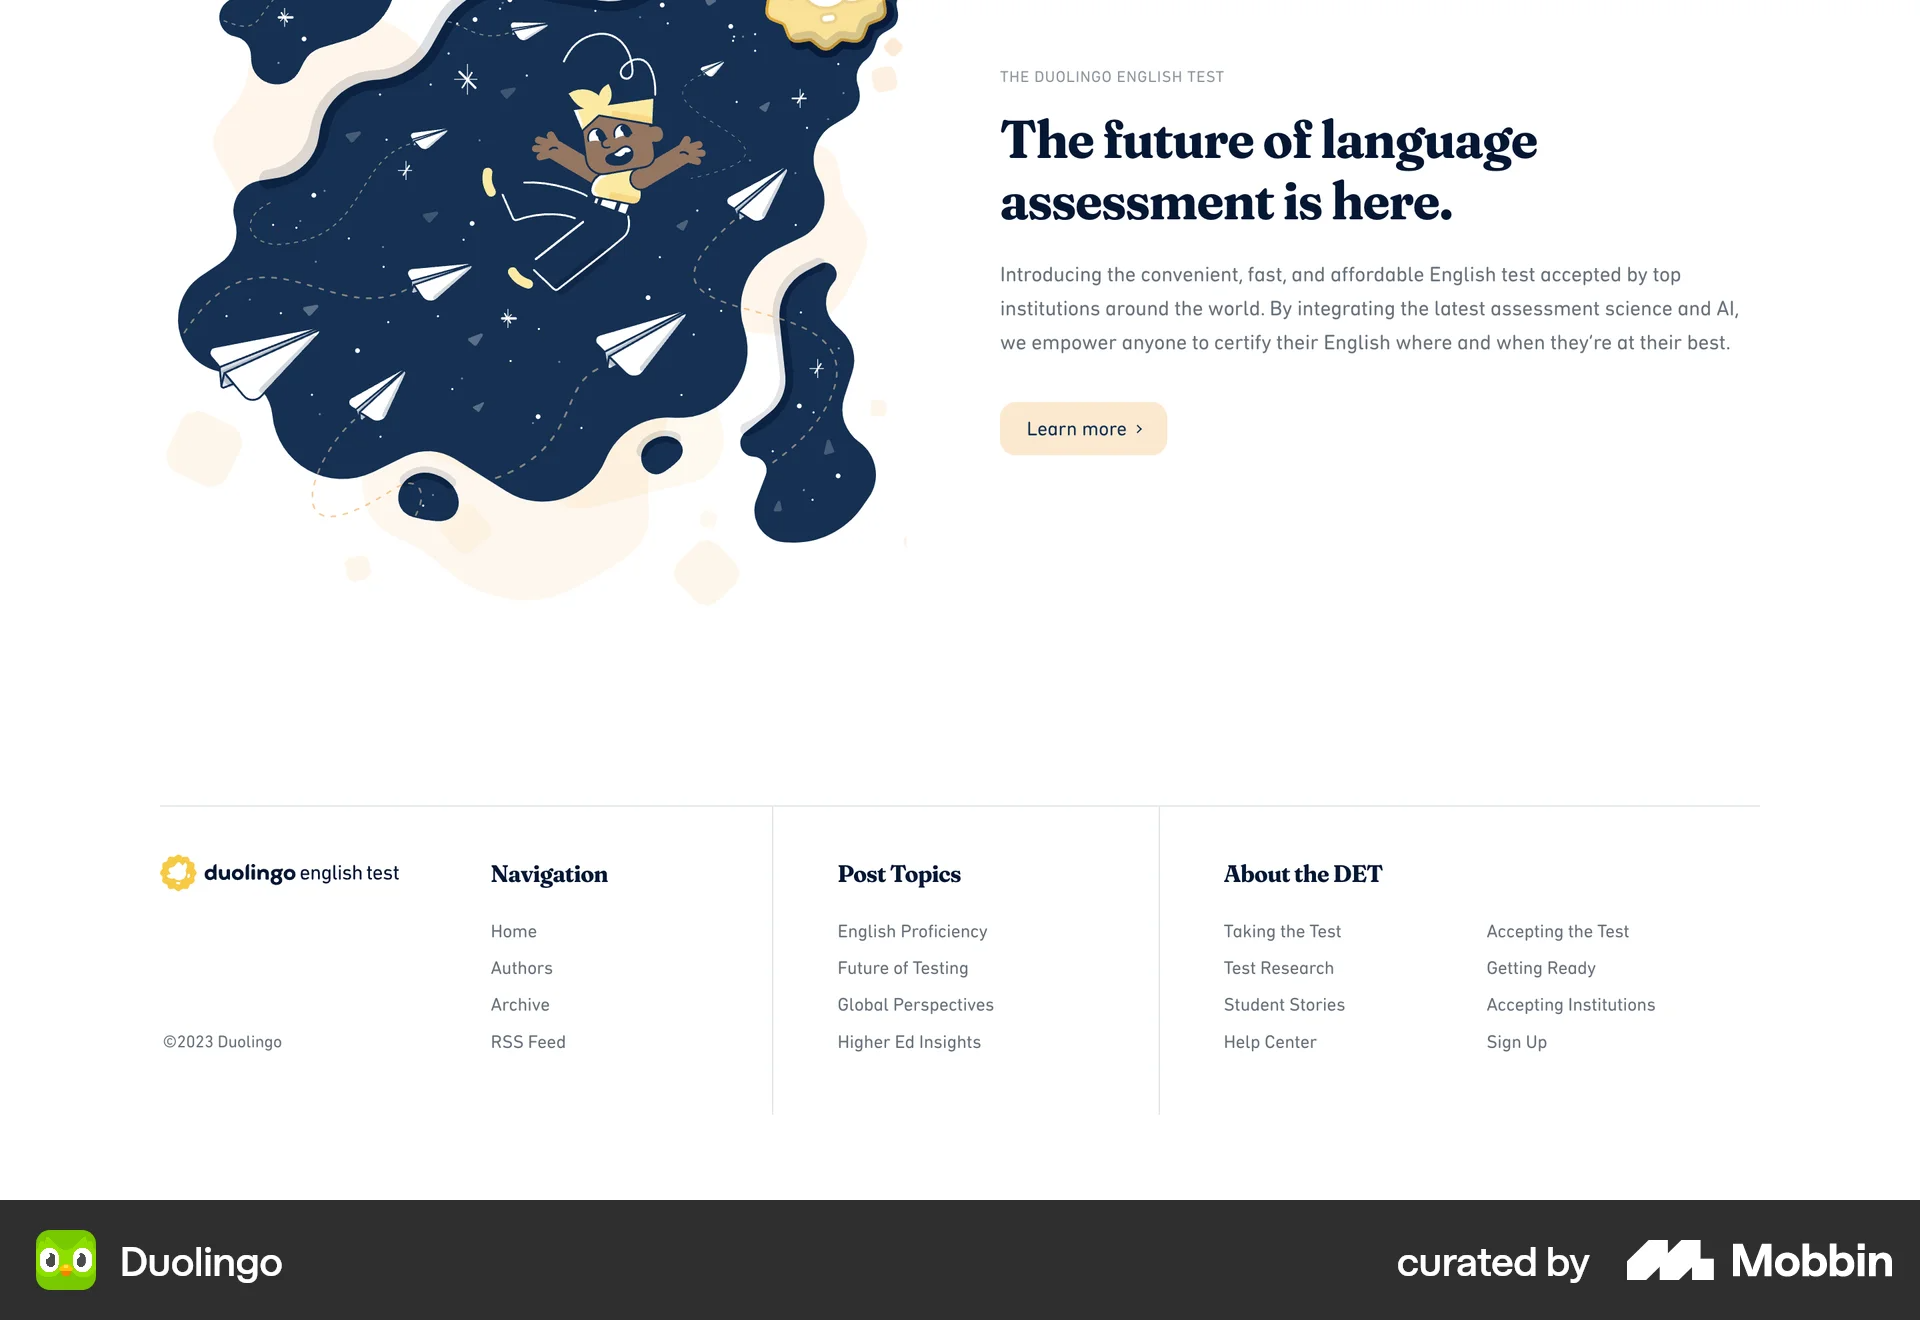 THE DUOLINGO ENGLISH TEST
The future of language
assessment is here.
Introducing the convenient, fast, and affordable English test accepted by top
institutions around the world. By integrating the latest assessment science and AI,
we empower anyone to certify their English where and when they’re at their best.
Learn more ›
duolingo english test
©2023 Duolingo
Navigation
Home
Authors
Archive
RSS Feed
Post Topics
English Proficiency
Future of Testing
Global Perspectives
Higher Ed Insights
About the DET
Taking the Test
Test Research
Student Stories
Help Center
Accepting the Test
Getting Ready
Accepting Institutions
Sign Up
Duolingo
curated by Mobbin